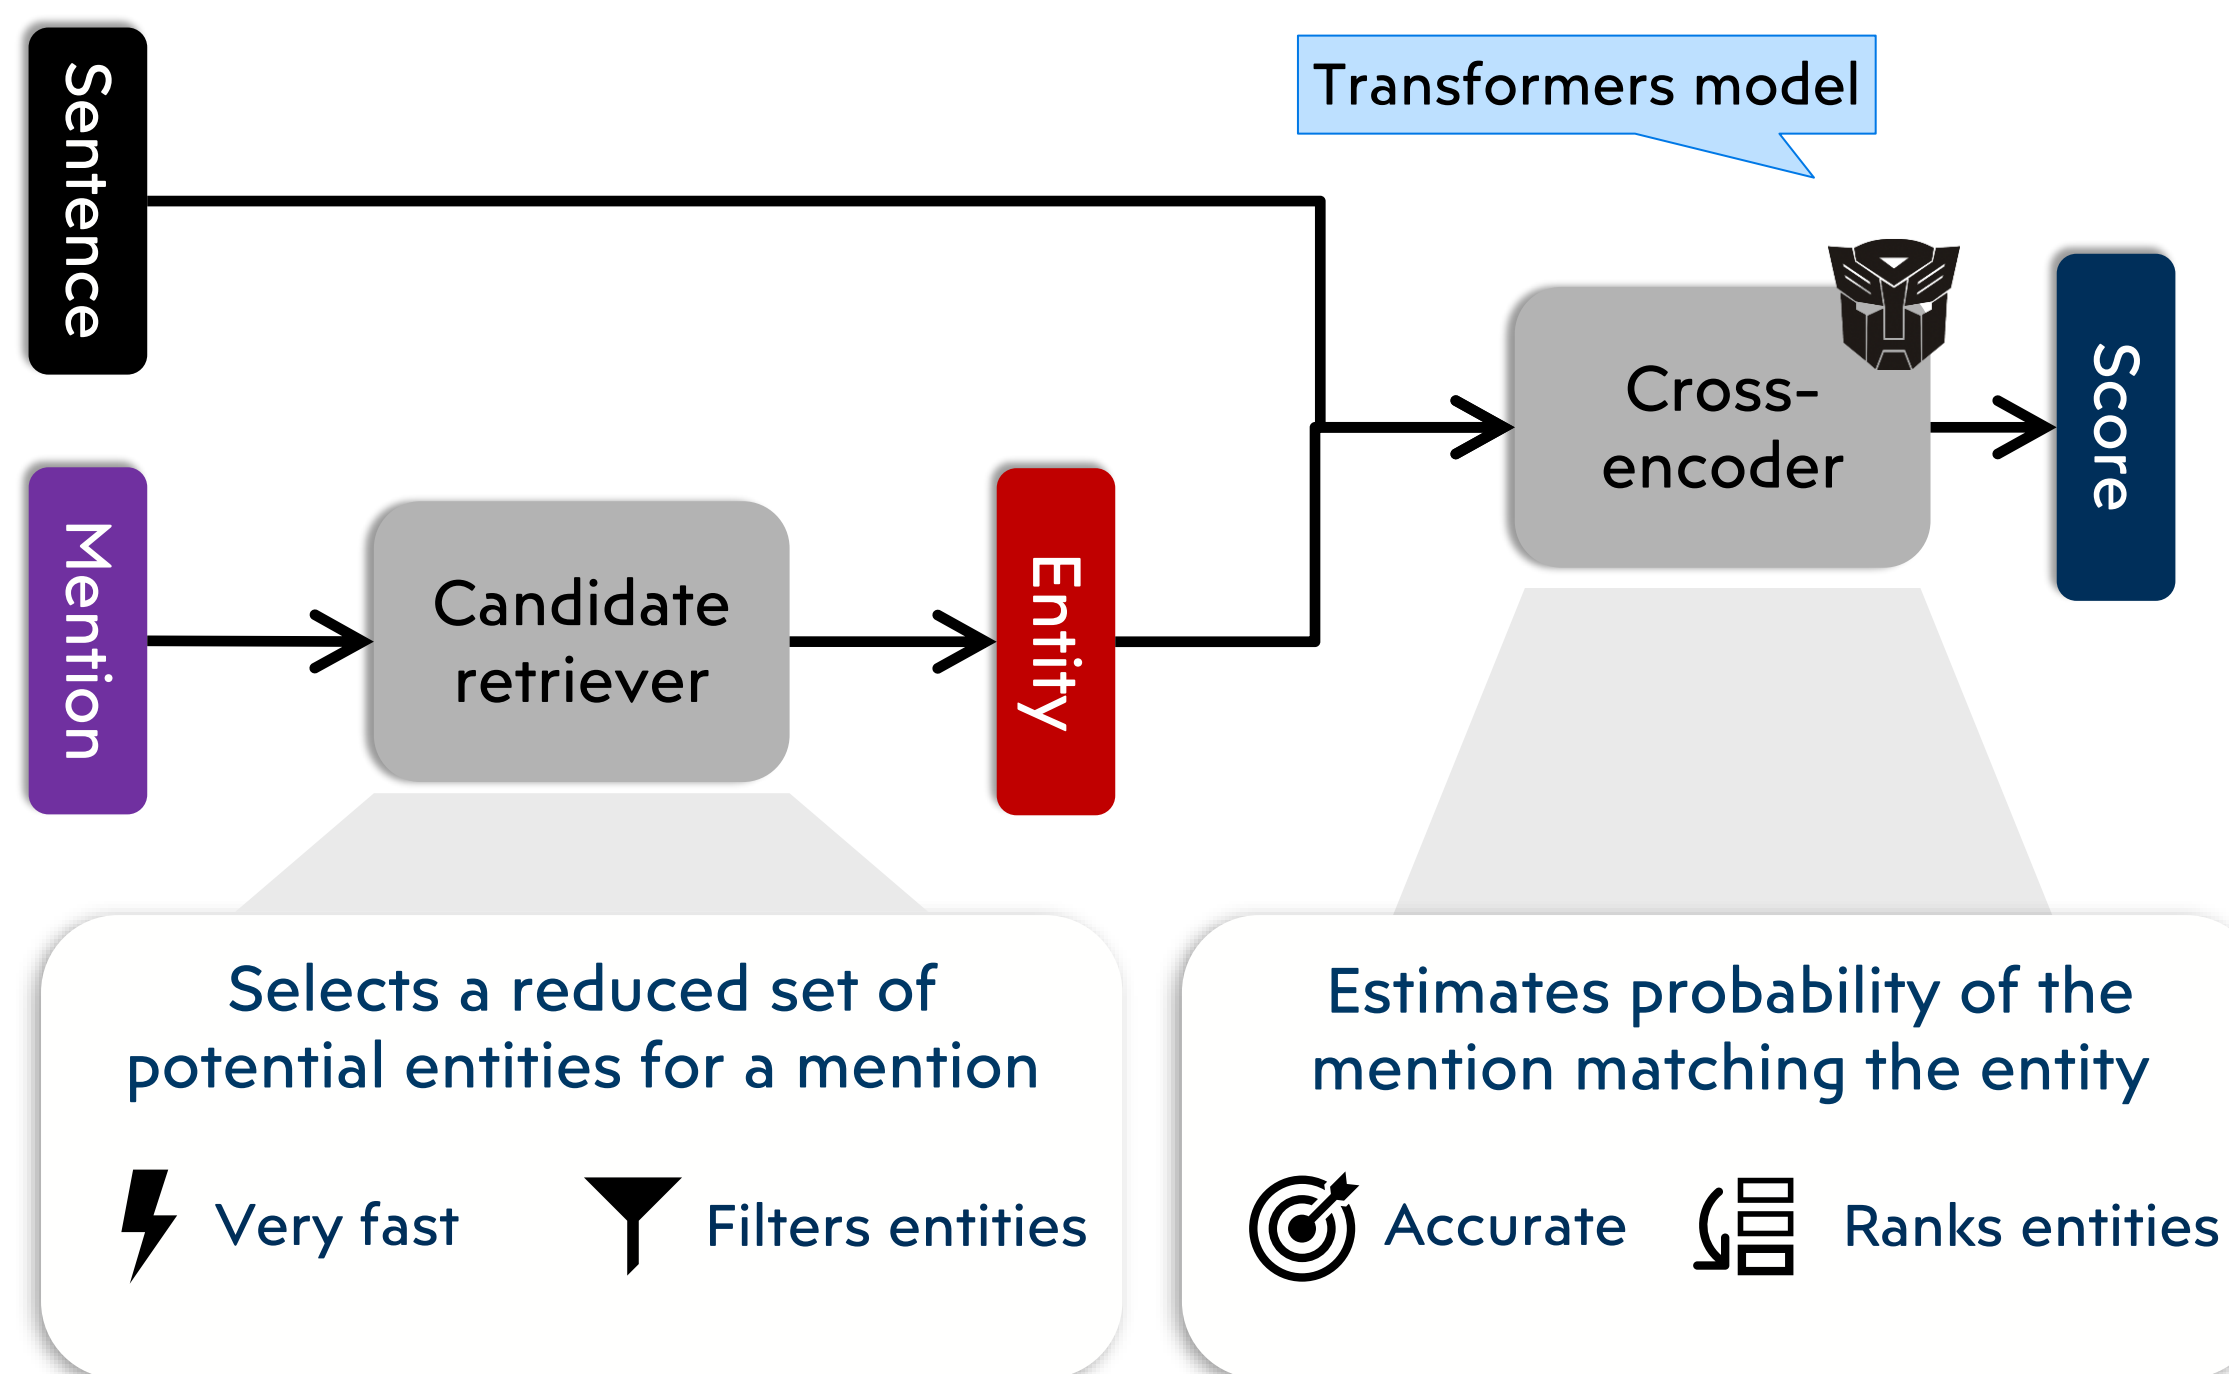 Sentence
Transformers model
Cross-
encoder
Score
Mention
Candidate
retriever
Entity
Selects a reduced set of
potential entities for a mention
Very fast
Filters entities
Estimates probability of the
mention matching the entity
Accurate
Ranks entities